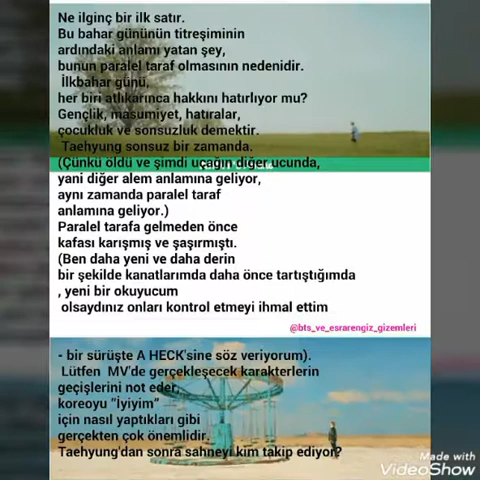 Ne ilginç bir ilk satır.
Bu bahar gününün titreşiminin
ardındaki anlamı yatan şey,
bunun paralel taraf olmasının nedenidir.
İlkbahar günü,
her biri atlıkarınca hakkını hatırlıyor mu?
Gençlik, masumiyet, hatıralar,
çocukluk ve sonsuzluk demektir.
Taehyung sonsuz bir zamanda.
(Çünkü öldü ve şimdi uçağın diğer ucunda,
yani diğer alem anlamına geliyor,
aynı zamanda paralel taraf
anlamına geliyor.)
Paralel tarafa gelmeden önce
kafası karışmış ve şaşırmıştı.
(Ben daha yeni ve daha derin
bir şekilde kanatlarımda daha önce tartıştığımda
, yeni bir okuyucum
olsaydınız onları kontrol etmeyi ihmal ettim
@bts_ve_esrarengiz_gizemleri
- bir sürüşte A HECK'sine söz veriyorum).
Lütfen MV'de gerçekleşecek karakterlerin
geçişlerini not eder,
koreoyu "İyiyim"
için nasıl yaptıkları gibi
gerçekten çok önemlidir.
Taehyung'dan sonra sahneyi kim takip ediyor?
Made with
VideoShow